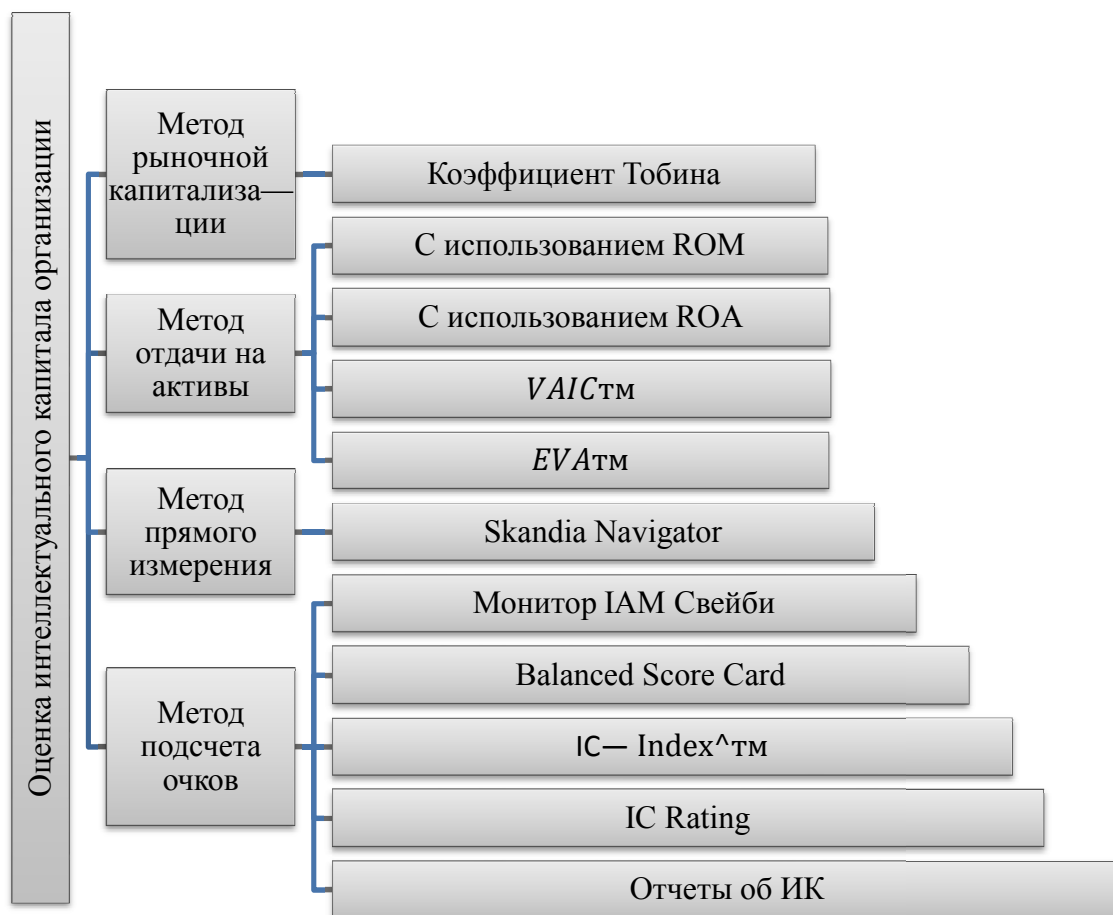 Оценка интеллектуального капитала организации
Метод
рыночной
капитализа—
ции
Коэффициент Тобина
Метод
отдачи на
активы
С использованием ROM
С использованием ROA
VAICтм
EVAтм
Метод
прямого
измерения
Skandia Navigator
Метод
подсчета
очков
Монитор IAM Свейби
Balanced Score Card
IC— Index^тм
IC Rating
Отчеты об ИК